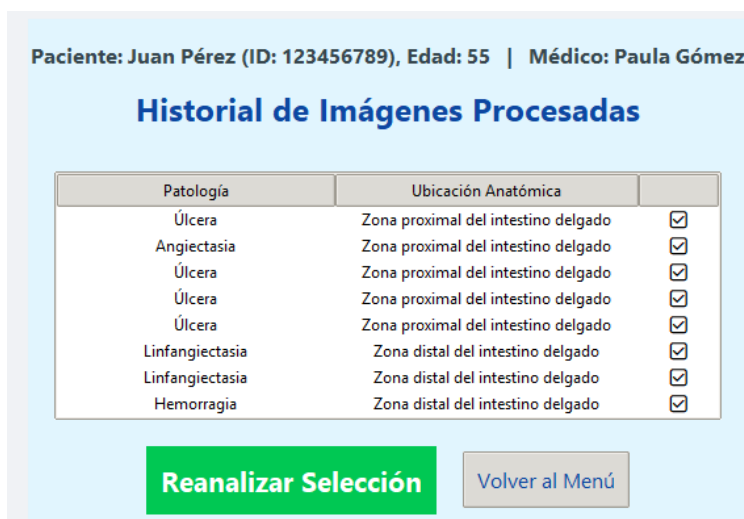 Paciente: Juan Pérez (ID: 123456789), Edad: 55 | Médico: Paula Gómez
Historial de Imágenes Procesadas
Patología Ubicación Anatómica
Úlcera Zona proximal del intestino delgado
Angiectasia Zona proximal del intestino delgado
Úlcera Zona proximal del intestino delgado
Úlcera Zona proximal del intestino delgado
Úlcera Zona proximal del intestino delgado
Linfangiectasia Zona distal del intestino delgado
Linfangiectasia Zona distal del intestino delgado
Hemorragia Zona distal del intestino delgado
Reanalizar Selección Volver al Menú